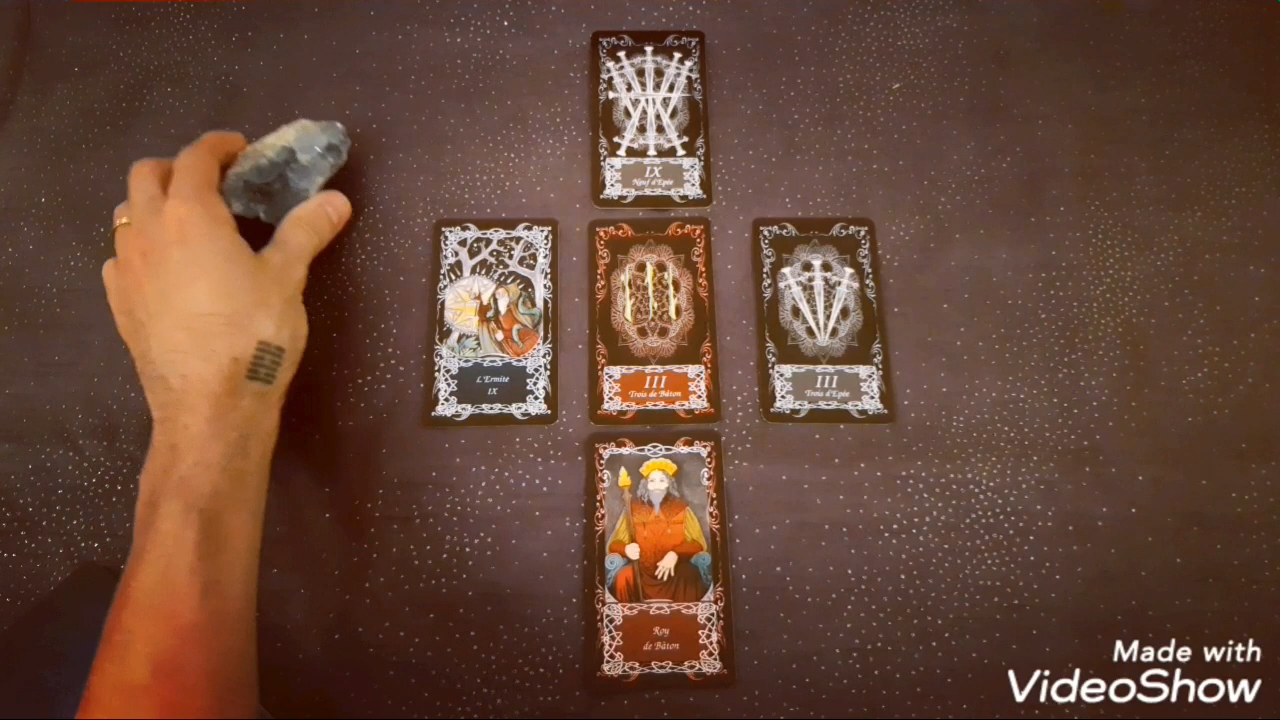 IX
Neuf d'Epée
L'Ermite
IX
III
Trois de Bâton
III
Trois d'Epée
Roy
de Bâton
Made with
VideoShow